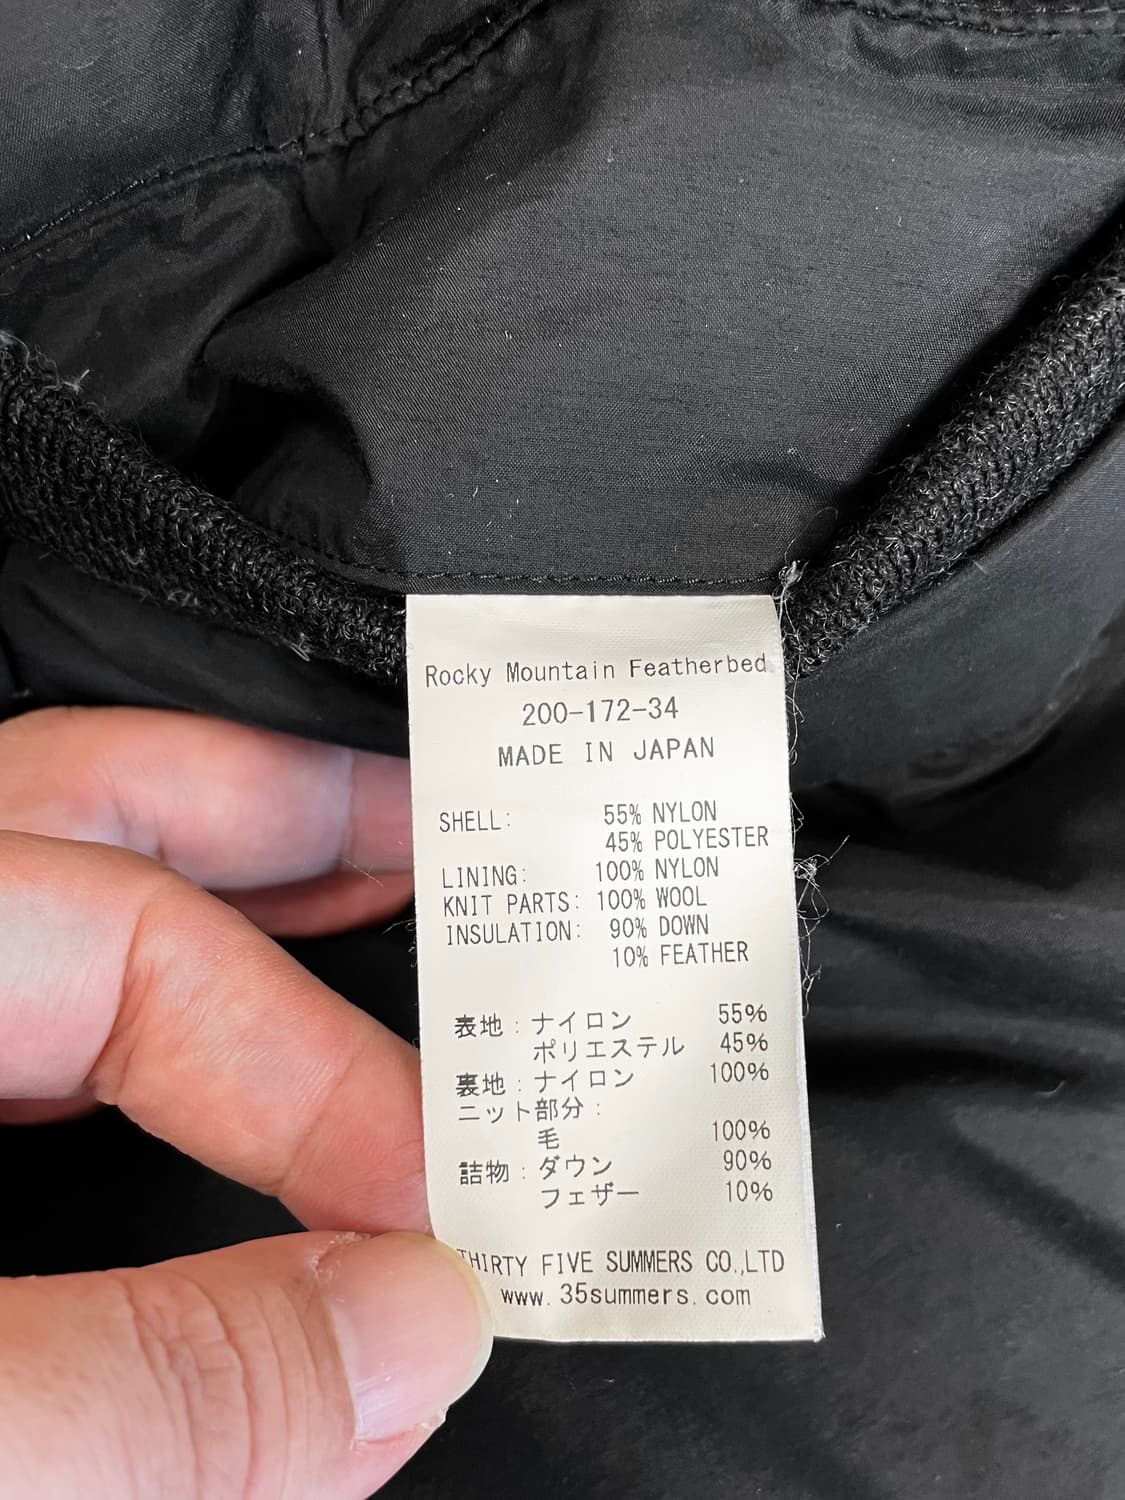 Rocky Mountain Featherbed
200-172-34
MADE IN JAPAN
SHELL: 55% NYLON
45% POLYESTER
LINING: 100% NYLON
KNIT PARTS: 100% WOOL
INSULATION: 90% DOWN
10% FEATHER
表地:ナイロン 55%
ポリエステル 45%
裏地:ナイロン 100%
ニット部分:
毛 100%
詰物:ダウン 90%
フェザー 10%
THIRTY FIVE SUMMERS CO.,LTD
www.35summers.com